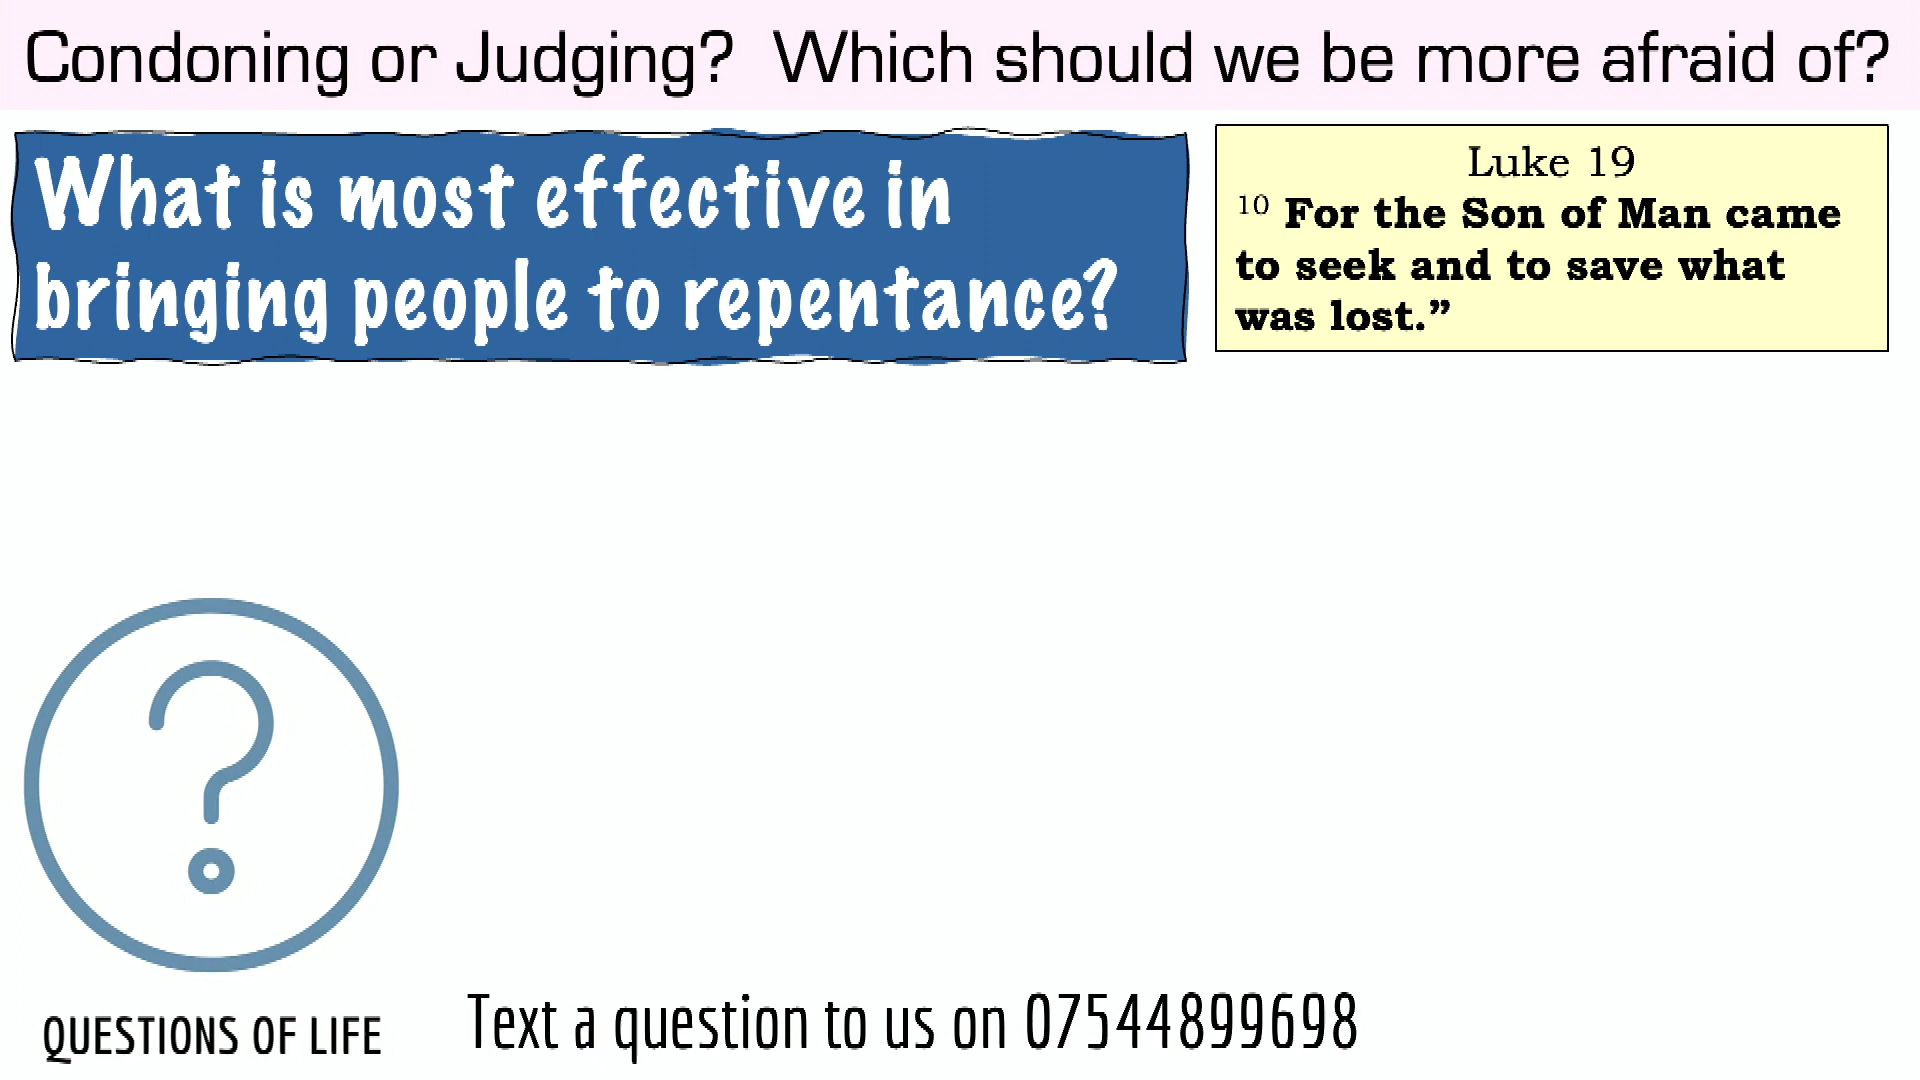 Condoning or Judging? Which should we be more afraid of?
What is most effective in
bringing people to repentance?
Luke 19
10 For the Son of Man came
to seek and to save what
was lost.”
QUESTIONS OF LIFE
Text a question to us on 07544899698